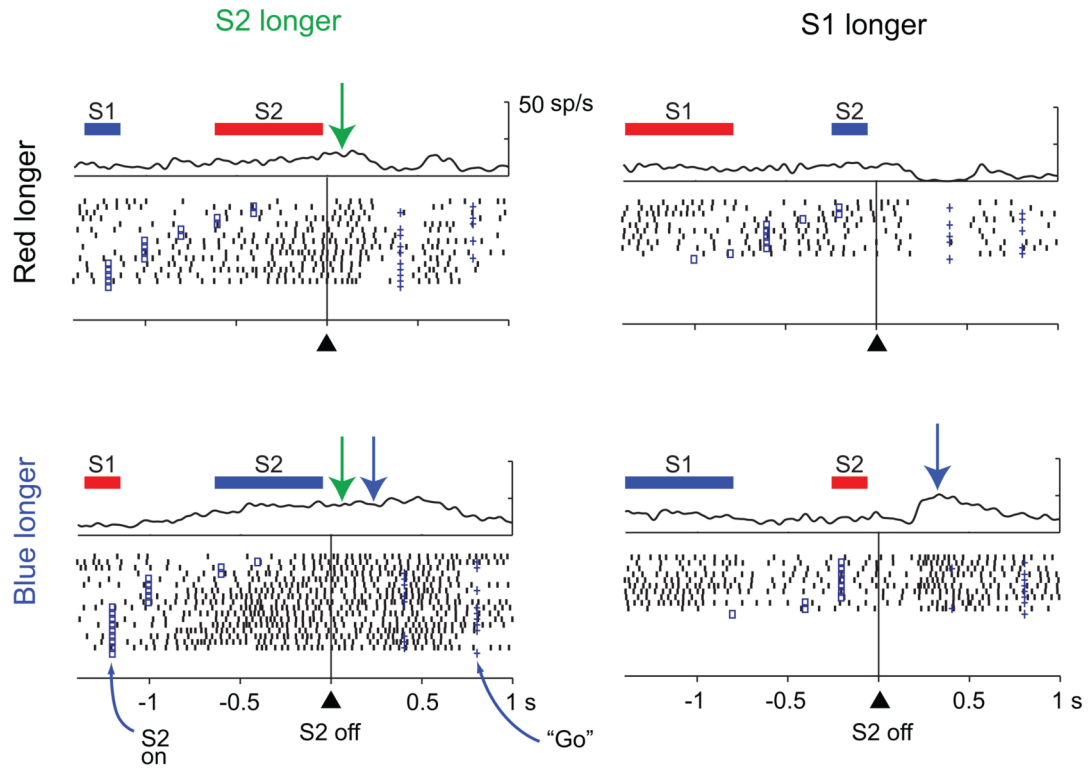 S2 longer
S1 longer
Red longer
S1
S2
50 sp/s
S1
S2
Blue longer
S1
S2
S1
S2
-1
-0.5
0
0.5
1 s
-1
-0.5
0
0.5
1 s
S2 on
S2 off
“Go”
S2 off